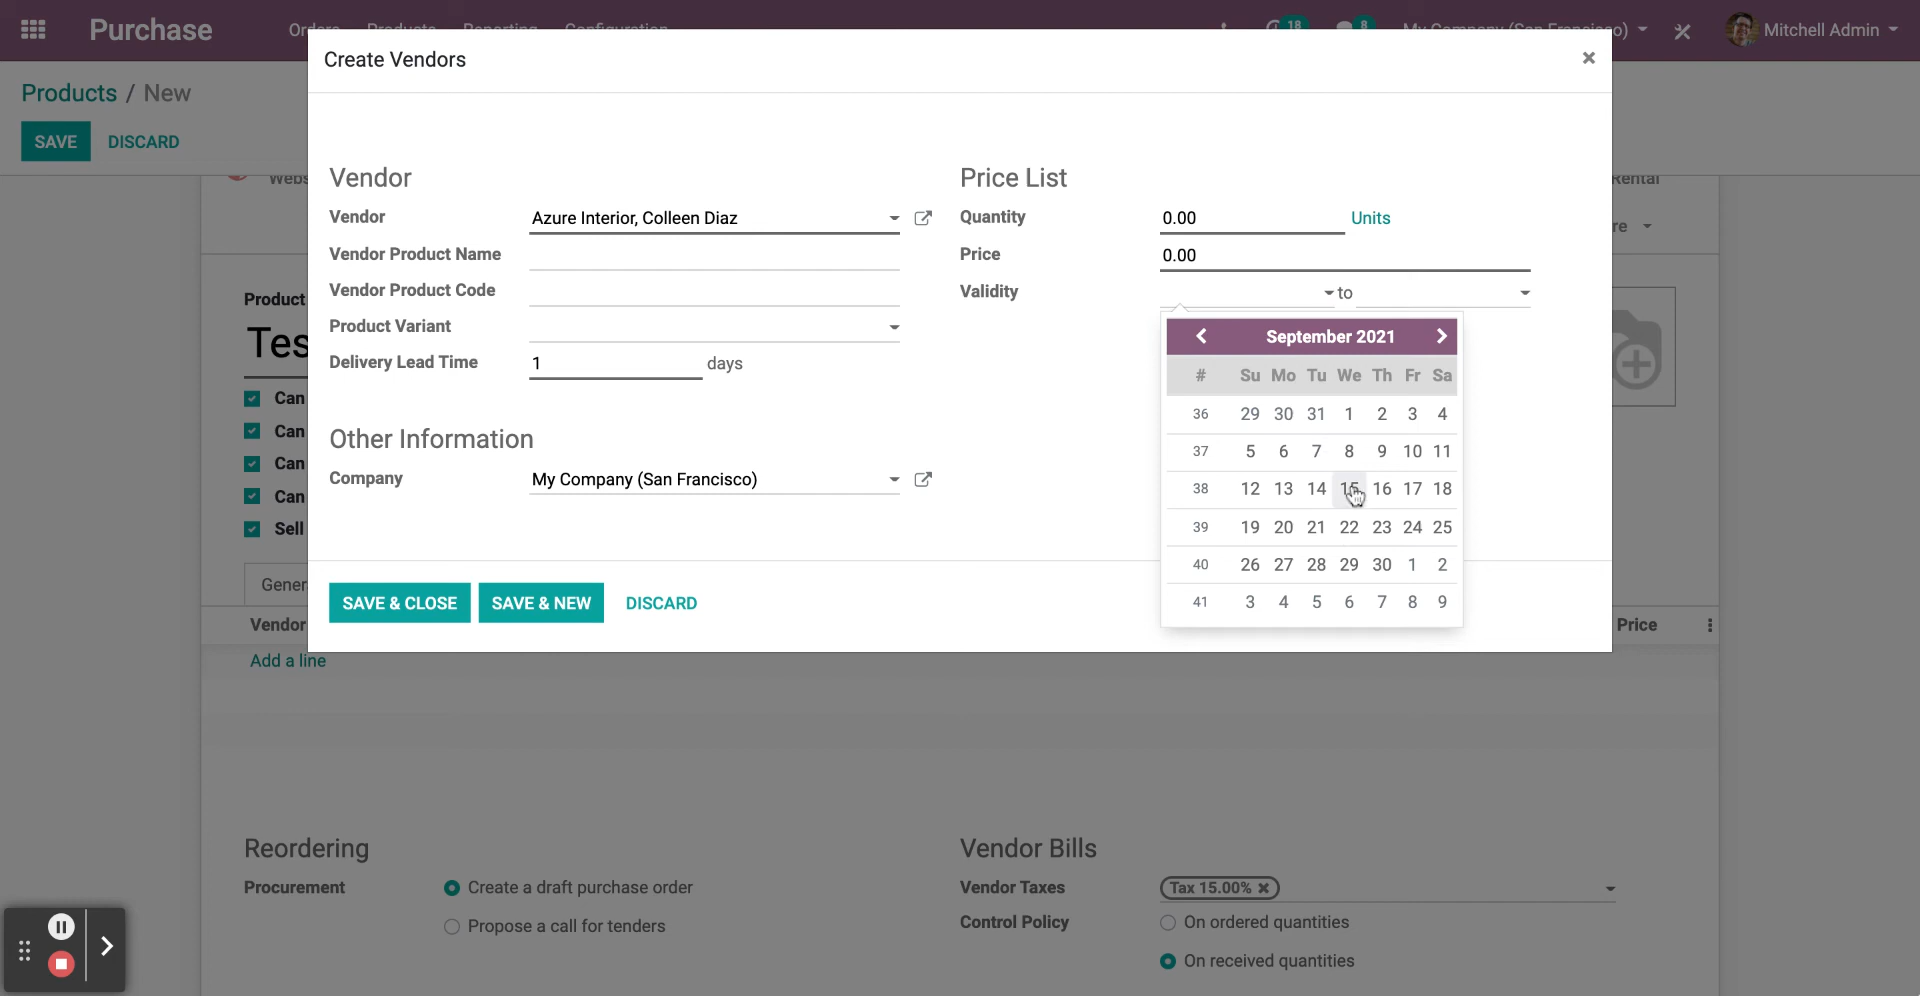 Purchase
18
8
Mitchell Admin
Create Vendors
×
Products / New
SAVE DISCARD
Vendor
Vendor Azure Interior, Colleen Diaz
Vendor Product Name
Vendor Product Code
Product Variant
Delivery Lead Time 1 days
Other Information
Company My Company (San Francisco)
Price List
Quantity 0.00 Units
Price 0.00
Validity to
September 2021
# Su Mo Tu We Th Fr Sa
36 29 30 31 1 2 3 4
37 5 6 7 8 9 10 11
38 12 13 14 15 16 17 18
39 19 20 21 22 23 24 25
40 26 27 28 29 30 1 2
41 3 4 5 6 7 8 9
SAVE & CLOSE SAVE & NEW DISCARD
Product
Tes
Can
Can
Can
Can
Sell
Gener
Vendor Price
Add a line
Reordering
Procurement Create a draft purchase order
Propose a call for tenders
Vendor Bills
Vendor Taxes Tax 15.00% ×
Control Policy On ordered quantities
On received quantities